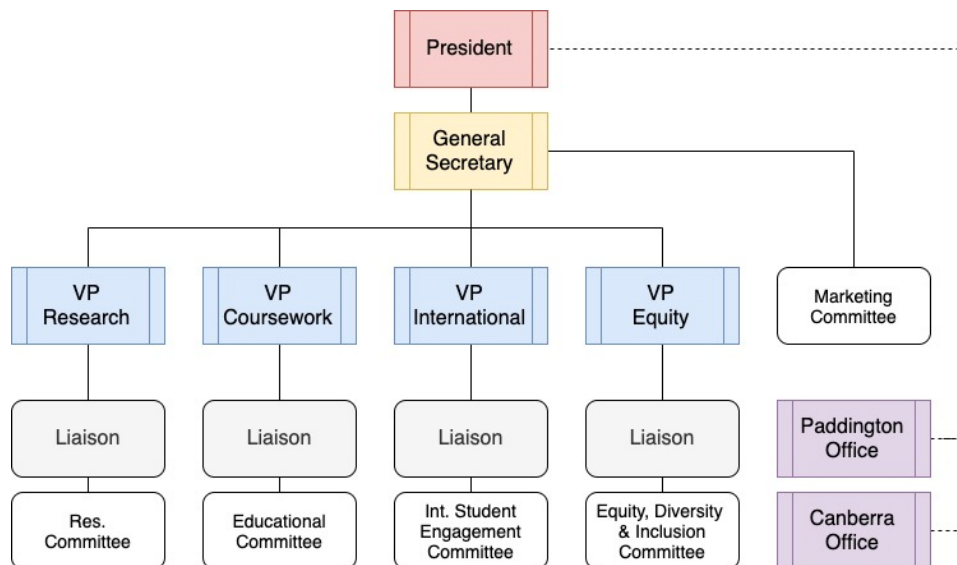 President
General
Secretary
VP
Research
VP
Coursework
VP
International
VP
Equity
Marketing
Committee
Liaison
Liaison
Liaison
Liaison
Paddington
Office
Res.
Committee
Educational
Committee
Int. Student
Engagement
Committee
Equity, Diversity
& Inclusion
Committee
Canberra
Office